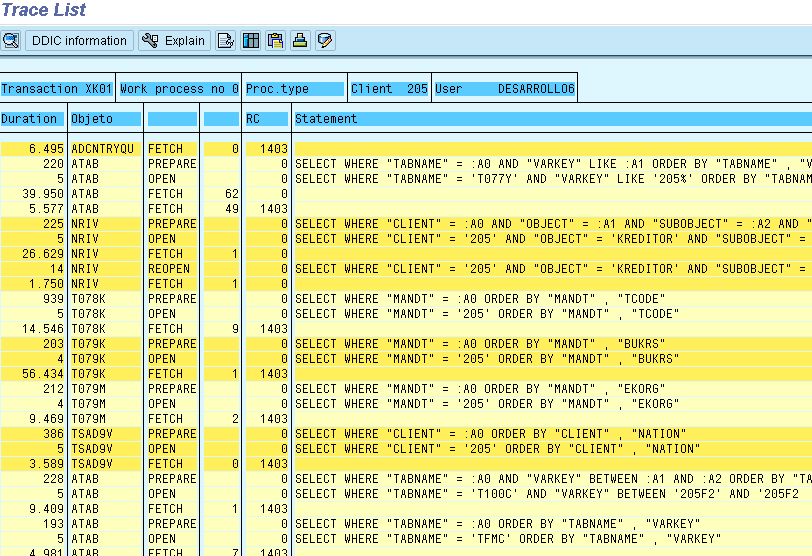 Trace List
DDIC information Explain
Transaction XK01 Work process no 0 Proc.type Client 205 User DESARROLLO6
Duration Objeto RC Statement
6.495 ADCNTRYQU FETCH 0 1403
220 ATAB PREPARE 0 SELECT WHERE "TABNAME" = :A0 AND "VARKEY" LIKE :A1 ORDER BY "TABNAME" , "V
5 ATAB OPEN 0 SELECT WHERE "TABNAME" = 'T077Y' AND "VARKEY" LIKE '205%' ORDER BY "TABNAM
39.950 ATAB FETCH 62 0
5.577 ATAB FETCH 49 1403
225 NRIV PREPARE 0 SELECT WHERE "CLIENT" = :A0 AND "OBJECT" = :A1 AND "SUBOBJECT" = :A2 AND "
5 NRIV OPEN 0 SELECT WHERE "CLIENT" = '205' AND "OBJECT" = 'KREDITOR' AND "SUBOBJECT" =
26.629 NRIV FETCH 1 0
14 NRIV REOPEN 0 SELECT WHERE "CLIENT" = '205' AND "OBJECT" = 'KREDITOR' AND "SUBOBJECT" =
1.750 NRIV FETCH 1 0
939 T078K PREPARE 0 SELECT WHERE "MANDT" = :A0 ORDER BY "MANDT" , "TCODE"
5 T078K OPEN 0 SELECT WHERE "MANDT" = '205' ORDER BY "MANDT" , "TCODE"
14.546 T078K FETCH 9 1403
203 T079K PREPARE 0 SELECT WHERE "MANDT" = :A0 ORDER BY "MANDT" , "BUKRS"
4 T079K OPEN 0 SELECT WHERE "MANDT" = '205' ORDER BY "MANDT" , "BUKRS"
56.434 T079K FETCH 1 1403
212 T079M PREPARE 0 SELECT WHERE "MANDT" = :A0 ORDER BY "MANDT" , "EKORG"
4 T079M OPEN 0 SELECT WHERE "MANDT" = '205' ORDER BY "MANDT" , "EKORG"
9.469 T079M FETCH 2 1403
386 TSAD9V PREPARE 0 SELECT WHERE "CLIENT" = :A0 ORDER BY "CLIENT" , "NATION"
5 TSAD9V OPEN 0 SELECT WHERE "CLIENT" = '205' ORDER BY "CLIENT" , "NATION"
3.589 TSAD9V FETCH 0 1403
228 ATAB PREPARE 0 SELECT WHERE "TABNAME" = :A0 AND "VARKEY" BETWEEN :A1 AND :A2 ORDER BY "TA
5 ATAB OPEN 0 SELECT WHERE "TABNAME" = 'T100C' AND "VARKEY" BETWEEN '205F2 AND '205F2
9.409 ATAB FETCH 1 1403
193 ATAB PREPARE 0 SELECT WHERE "TABNAME" = :A0 ORDER BY "TABNAME" , "VARKEY"
5 ATAB OPEN 0 SELECT WHERE "TABNAME" = 'TFMC' ORDER BY "TABNAME" , "VARKEY"
4.981 ATAB FETCH 7 1403